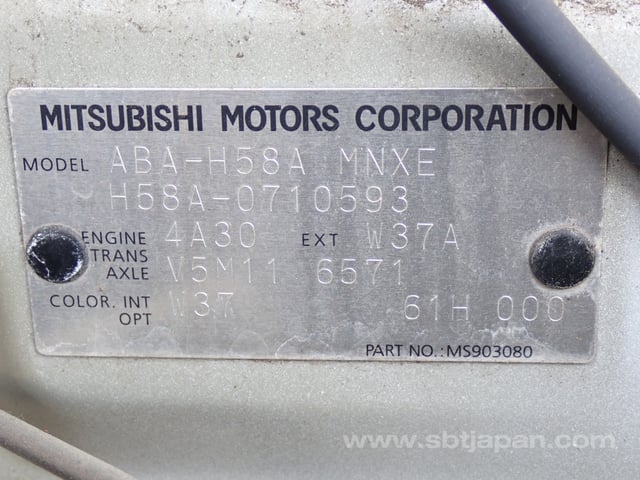 MITSUBISHI MOTORS CORPORATION
MODEL ABA-H58A MNXE
H58A-0710593
ENGINE 4A30 EXT W37A
TRANS
AXLE V5M11 6571
COLOR. INT W37 61H 000
OPT
PART NO.: MS903080
www.sbtjapan.com